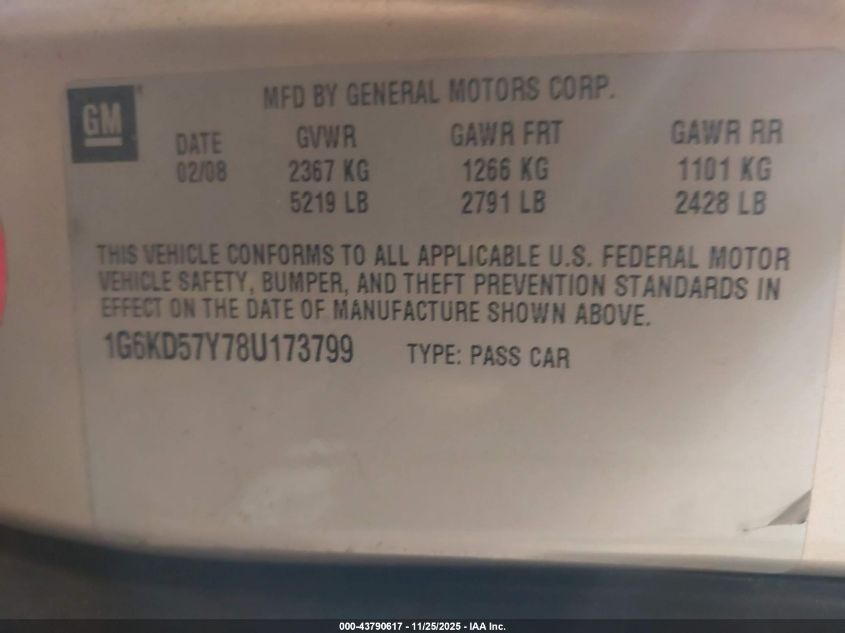 GM
MFD BY GENERAL MOTORS CORP.
DATE GVWR GAWR FRT GAWR RR
02/08 2367 KG 1266 KG 1101 KG
5219 LB 2791 LB 2428 LB
THIS VEHICLE CONFORMS TO ALL APPLICABLE U.S. FEDERAL MOTOR
VEHICLE SAFETY, BUMPER, AND THEFT PREVENTION STANDARDS IN
EFFECT ON THE DATE OF MANUFACTURE SHOWN ABOVE.
1G6KD57Y78U173799 TYPE: PASS CAR
000-43790617 - 11/25/2025 - IAA Inc.